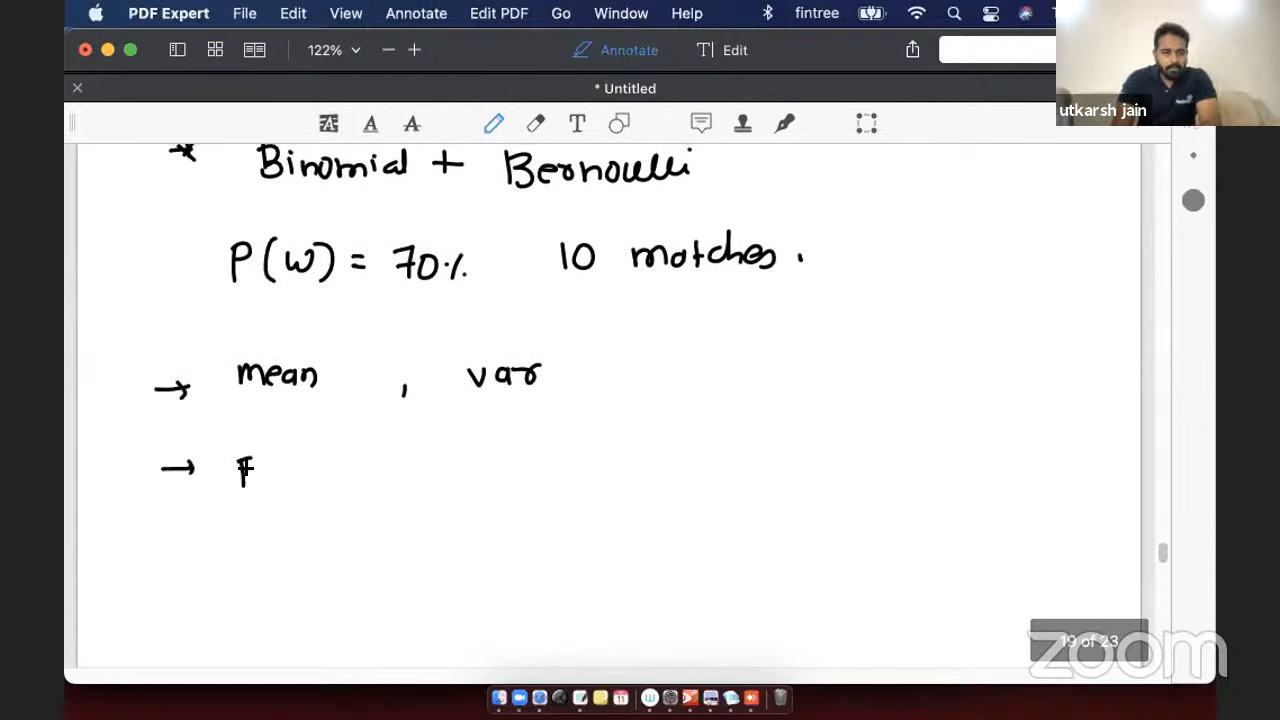 PDF Expert File Edit View Annotate Edit PDF Go Window Help fintree
122% Annotate Edit
* Untitled
utkarsh jain
Binomial + Bernoulli
P(W) = 70% 10 matches.
→ mean , var
→ P
19 of 23
zoom